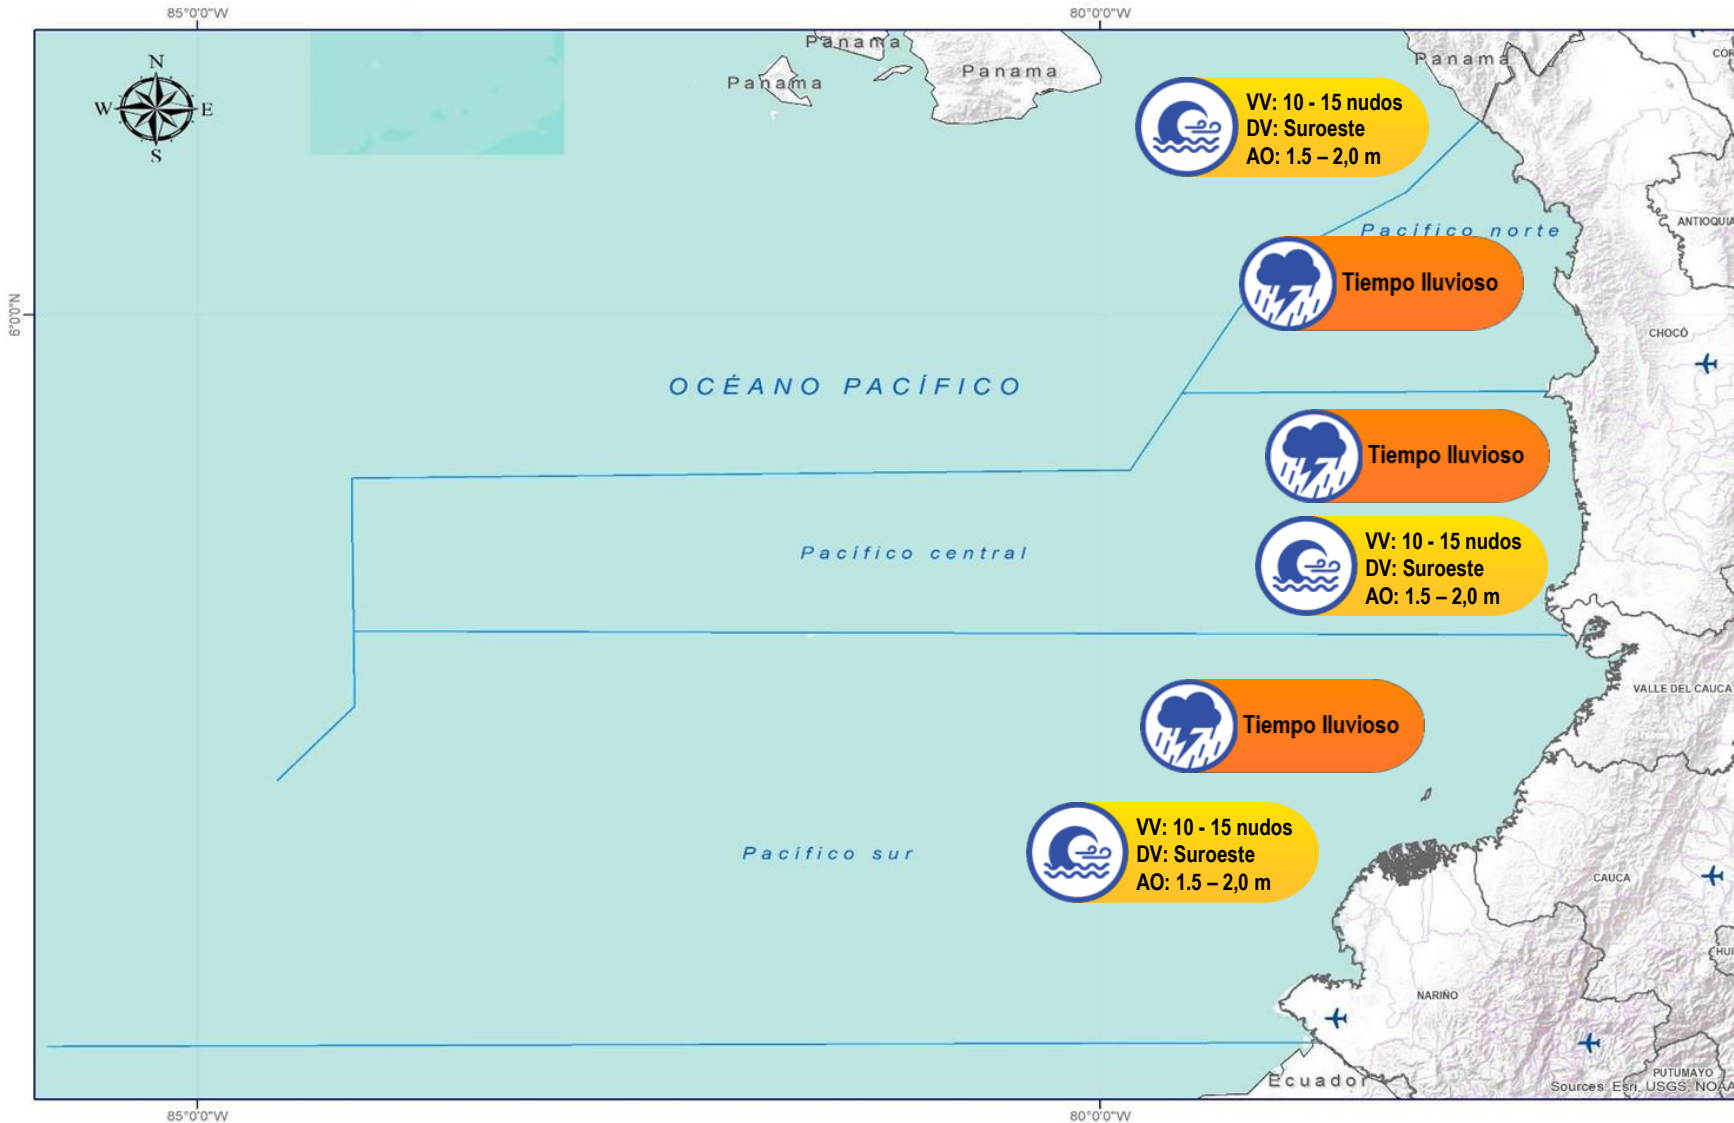 85°0'0"W
80°0'0"W
N
W
E
S
Panama
Panama
Panama
Panama
VV: 10 - 15 nudos
DV: Suroeste
AO: 1.5 – 2,0 m
ANTIOQUIA
Pacífico norte
Tiempo lluvioso
6°0'0"N
CHOCÓ
OCÉANO PACÍFICO
Tiempo lluvioso
Pacífico central
VV: 10 - 15 nudos
DV: Suroeste
AO: 1.5 – 2,0 m
VALLE DEL CAUCA
Tiempo lluvioso
Pacífico sur
VV: 10 - 15 nudos
DV: Suroeste
AO: 1.5 – 2,0 m
CAUCA
HUI
NARIÑO
PUTUMAYO
Ecuador
Sources: Esri, USGS, NOAA
85°0'0"W
80°0'0"W